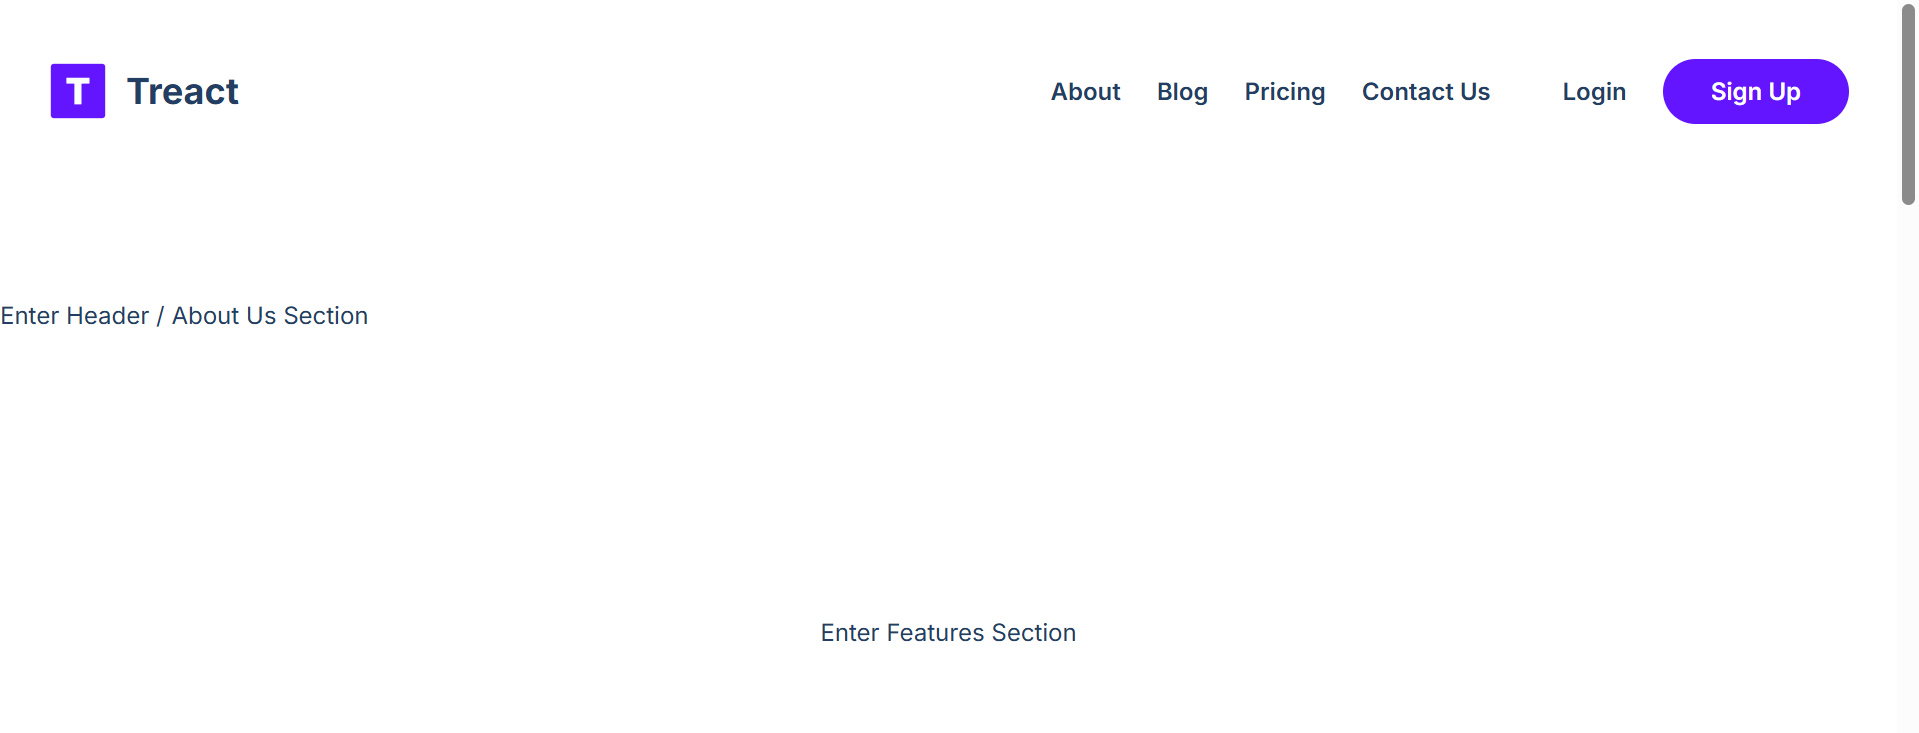 T Treact About Blog Pricing Contact Us Login Sign Up
Enter Header / About Us Section
Enter Features Section